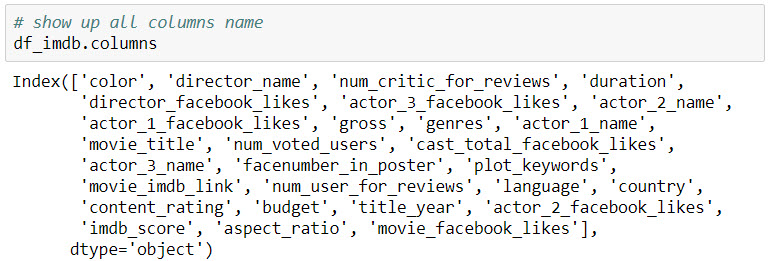 # show up all columns name
df_imdb.columns
Index(['color', 'director_name', 'num_critic_for_reviews', 'duration',
'director_facebook_likes', 'actor_3_facebook_likes', 'actor_2_name',
'actor_1_facebook_likes', 'gross', 'genres', 'actor_1_name',
'movie_title', 'num_voted_users', 'cast_total_facebook_likes',
'actor_3_name', 'facenumber_in_poster', 'plot_keywords',
'movie_imdb_link', 'num_user_for_reviews', 'language', 'country',
'content_rating', 'budget', 'title_year', 'actor_2_facebook_likes',
'imdb_score', 'aspect_ratio', 'movie_facebook_likes'],
dtype='object')